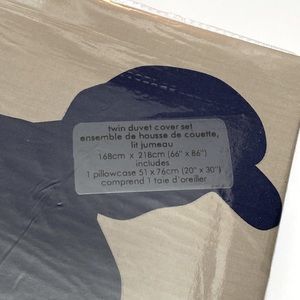 twin duvet cover set
ensemble de housse de couette,
lit jumeau
168cm x 218cm (66" x 86")
includes
1 pillowcase 51 x 76cm (20" x 30")
comprend 1 taie d'oreiller